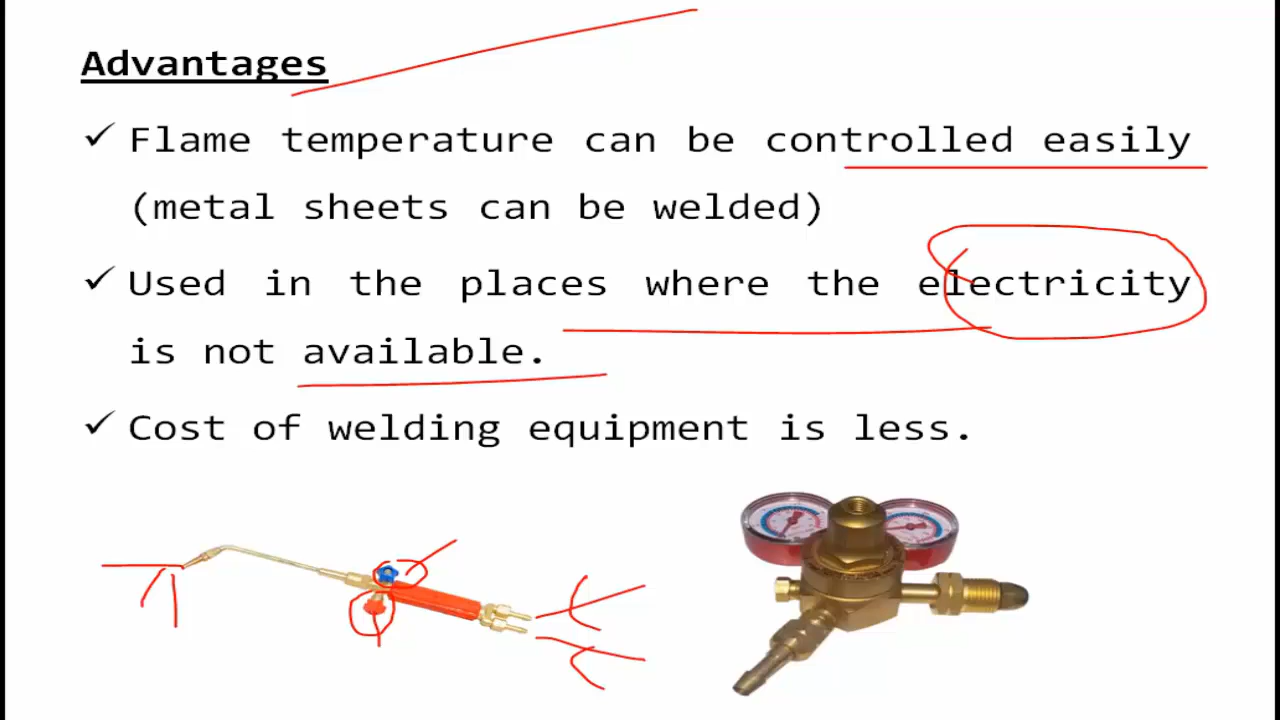 Advantages
✓ Flame temperature can be controlled easily
(metal sheets can be welded)
✓ Used in the places where the electricity
is not available.
✓ Cost of welding equipment is less.